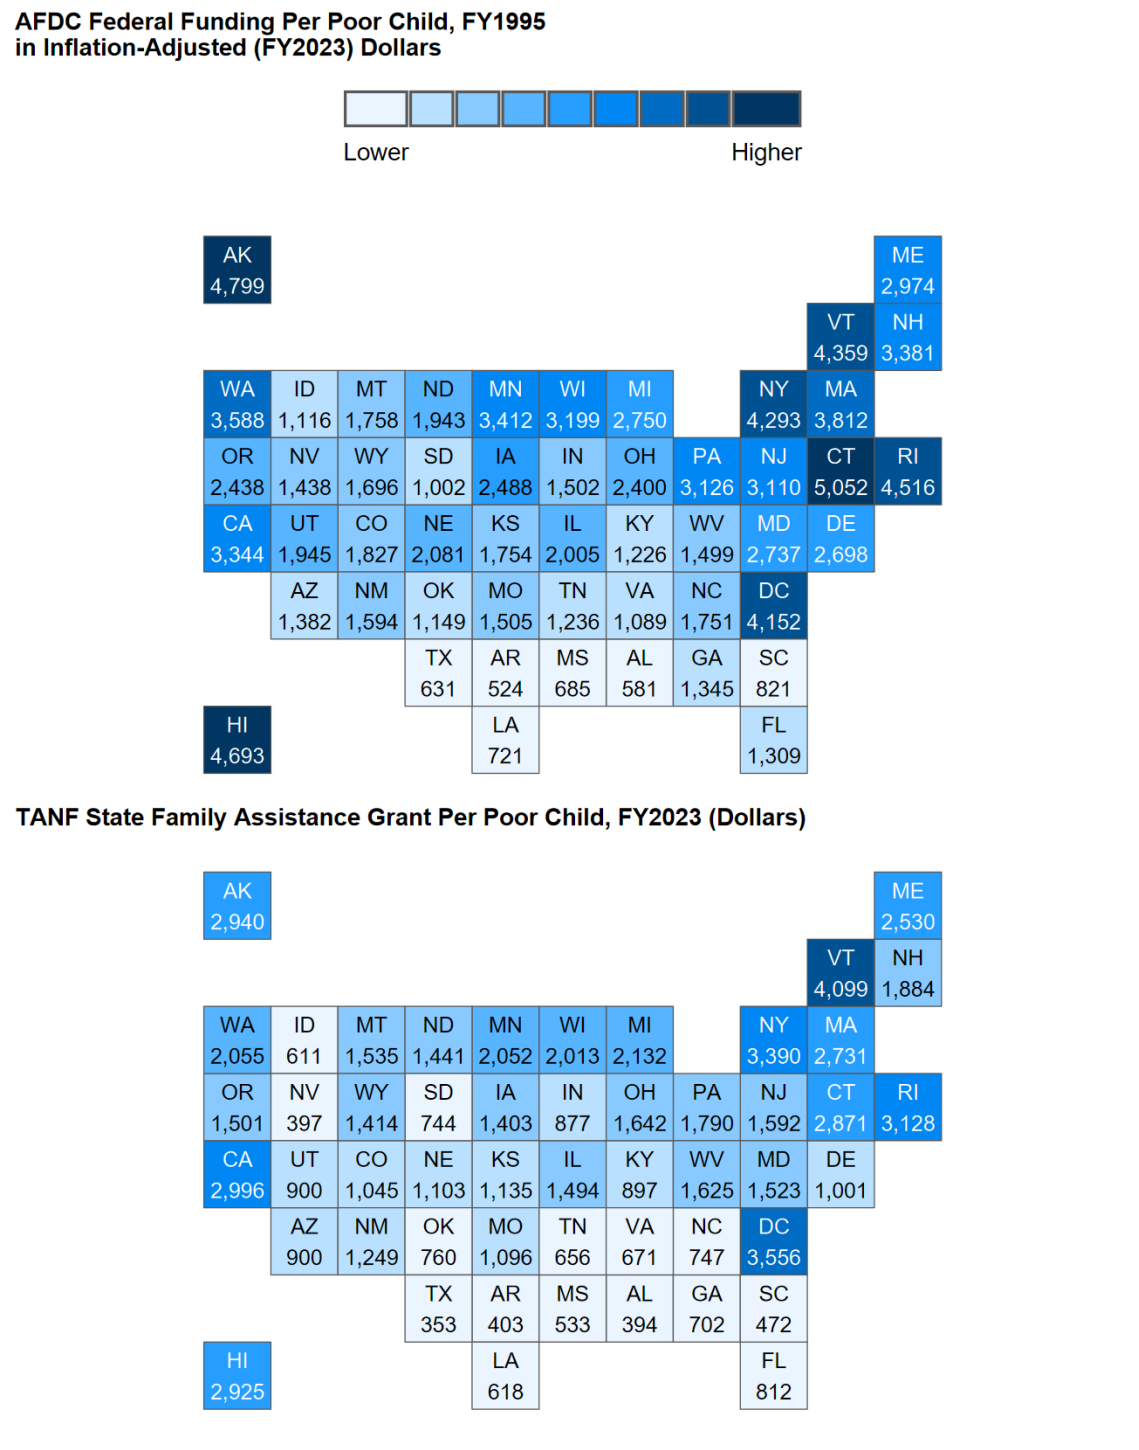 AFDC Federal Funding Per Poor Child, FY1995
in Inflation-Adjusted (FY2023) Dollars
Lower Higher
AK ME
4,799 2,974
VT NH
4,359 3,381
WA ID MT ND MN WI MI NY MA
3,588 1,116 1,758 1,943 3,412 3,199 2,750 4,293 3,812
OR NV WY SD IA IN OH PA NJ CT RI
2,438 1,438 1,696 1,002 2,488 1,502 2,400 3,126 3,110 5,052 4,516
CA UT CO NE KS IL KY WV MD DE
3,344 1,945 1,827 2,081 1,754 2,005 1,226 1,499 2,737 2,698
AZ NM OK MO TN VA NC DC
1,382 1,594 1,149 1,505 1,236 1,089 1,751 4,152
TX AR MS AL GA SC
631 524 685 581 1,345 821
HI LA FL
4,693 721 1,309
TANF State Family Assistance Grant Per Poor Child, FY2023 (Dollars)
AK ME
2,940 2,530
VT NH
4,099 1,884
WA ID MT ND MN WI MI NY MA
2,055 611 1,535 1,441 2,052 2,013 2,132 3,390 2,731
OR NV WY SD IA IN OH PA NJ CT RI
1,501 397 1,414 744 1,403 877 1,642 1,790 1,592 2,871 3,128
CA UT CO NE KS IL KY WV MD DE
2,996 900 1,045 1,103 1,135 1,494 897 1,625 1,523 1,001
AZ NM OK MO TN VA NC DC
900 1,249 760 1,096 656 671 747 3,556
TX AR MS AL GA SC
353 403 533 394 702 472
HI LA FL
2,925 618 812